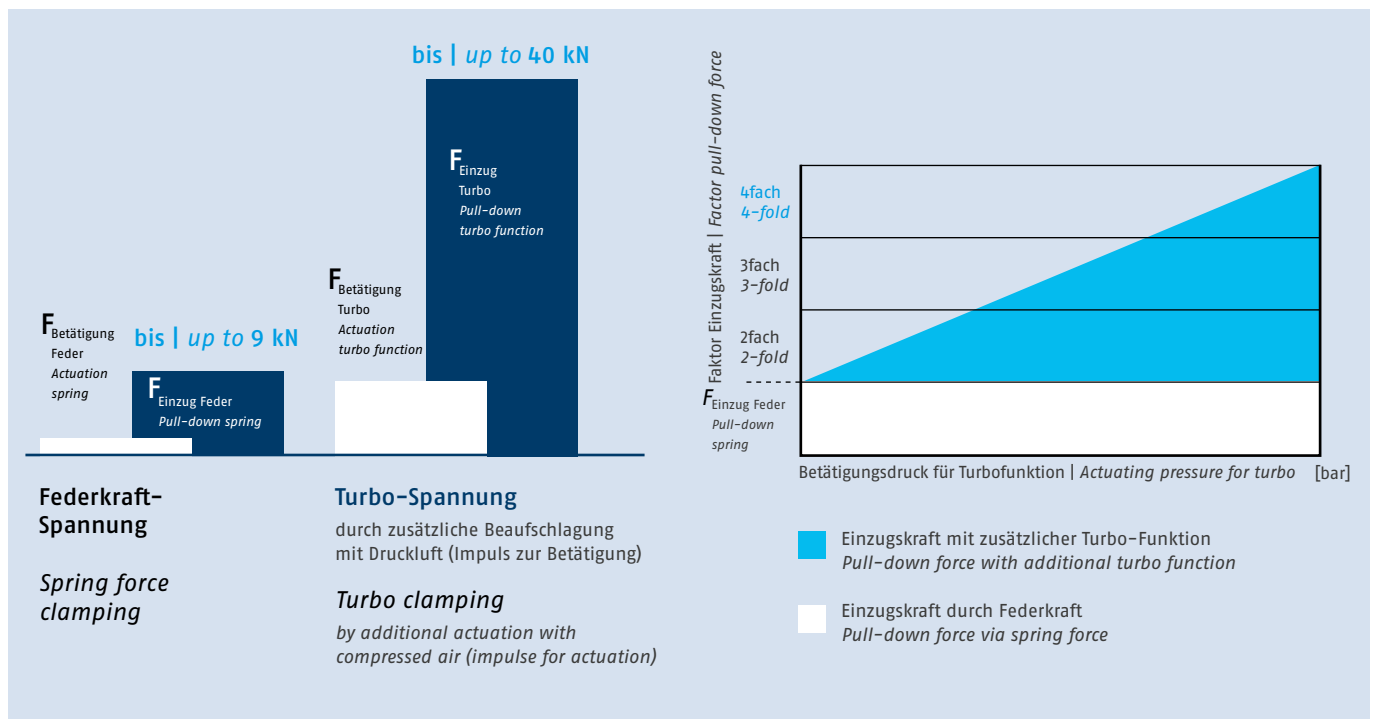 bis | up to 40 kN
F Einzug
Turbo
Pull-down
turbo function
F Betätigung
Turbo
Actuation
turbo function
F Betätigung
Feder
Actuation
spring
bis | up to 9 kN
F Einzug Feder
Pull-down spring
Federkraft-
Spannung
Spring force
clamping
Turbo-Spannung
durch zusätzliche Beaufschlagung
mit Druckluft (Impuls zur Betätigung)
Turbo clamping
by additional actuation with
compressed air (impulse for actuation)
Faktor Einzugskraft | Factor pull-down force
4fach
4-fold
3fach
3-fold
2fach
2-fold
F Einzug Feder
Pull-down
spring
Betätigungsdruck für Turbofunktion | Actuating pressure for turbo [bar]
Einzugskraft mit zusätzlicher Turbo-Funktion
Pull-down force with additional turbo function
Einzugskraft durch Federkraft
Pull-down force via spring force